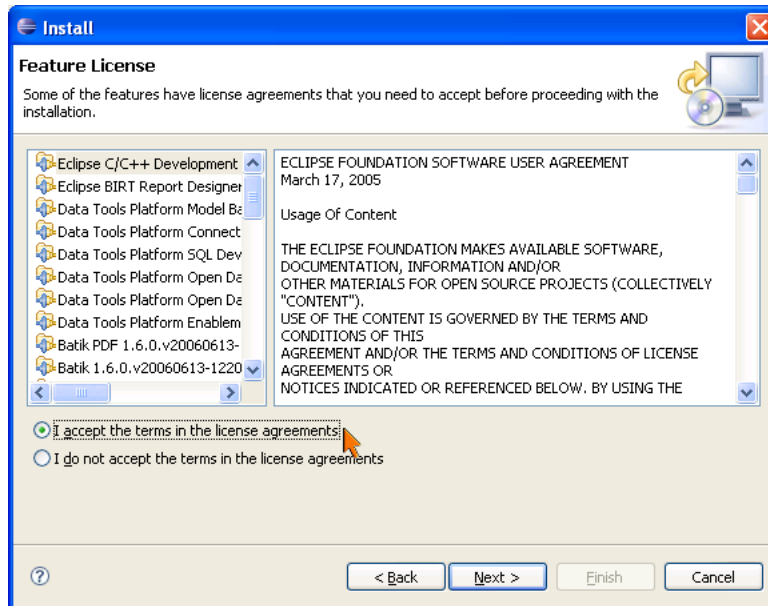 Install
Feature License
Some of the features have license agreements that you need to accept before proceeding with the
installation.
Eclipse C/C++ Development
Eclipse BIRT Report Designer
Data Tools Platform Model Ba
Data Tools Platform Connect
Data Tools Platform SQL Dev
Data Tools Platform Open Da
Data Tools Platform Open Da
Data Tools Platform Enablem
Batik PDF 1.6.0.v20060613-
Batik 1.6.0.v20060613-1220
ECLIPSE FOUNDATION SOFTWARE USER AGREEMENT
March 17, 2005
Usage Of Content
THE ECLIPSE FOUNDATION MAKES AVAILABLE SOFTWARE,
DOCUMENTATION, INFORMATION AND/OR
OTHER MATERIALS FOR OPEN SOURCE PROJECTS (COLLECTIVELY
"CONTENT").
USE OF THE CONTENT IS GOVERNED BY THE TERMS AND
CONDITIONS OF THIS
AGREEMENT AND/OR THE TERMS AND CONDITIONS OF LICENSE
AGREEMENTS OR
NOTICES INDICATED OR REFERENCED BELOW. BY USING THE
I accept the terms in the license agreements
I do not accept the terms in the license agreements
? < Back Next > Finish Cancel